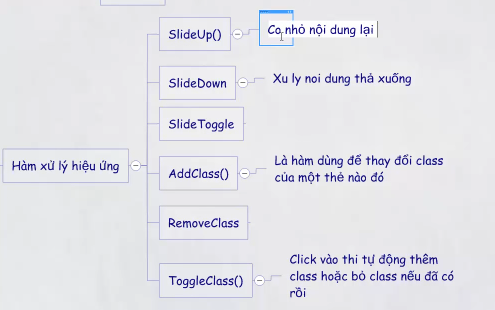 SlideUp()
Co nhỏ nội dung lại
SlideDown
Xu ly noi dung thả xuống
SlideToggle
Hàm xử lý hiệu ứng
AddClass()
Là hàm dùng để thay đổi class
của một thẻ nào đó
RemoveClass
ToggleClass()
Click vào thi tự động thêm
class hoặc bỏ class nếu đã có
rồi